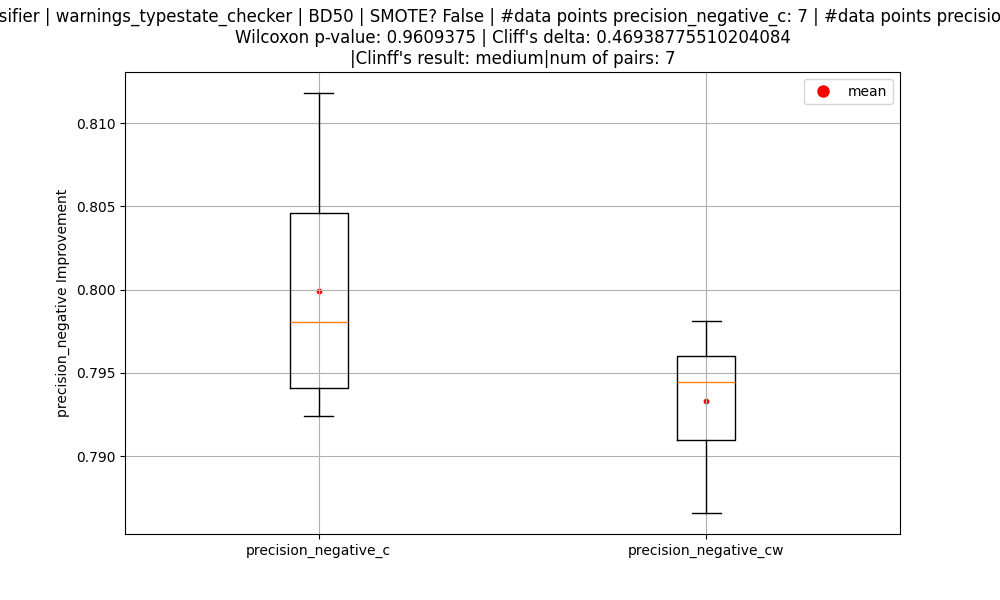 sifier | warnings_typestate_checker | BD50 | SMOTE? False | #data points precision_negative_c: 7 | #data points precisio
Wilcoxon p-value: 0.9609375 | Cliff's delta: 0.46938775510204084
|Clinff's result: medium|num of pairs: 7
mean
0.810
0.805
0.800
0.795
0.790
precision_negative Improvement
precision_negative_c
precision_negative_cw